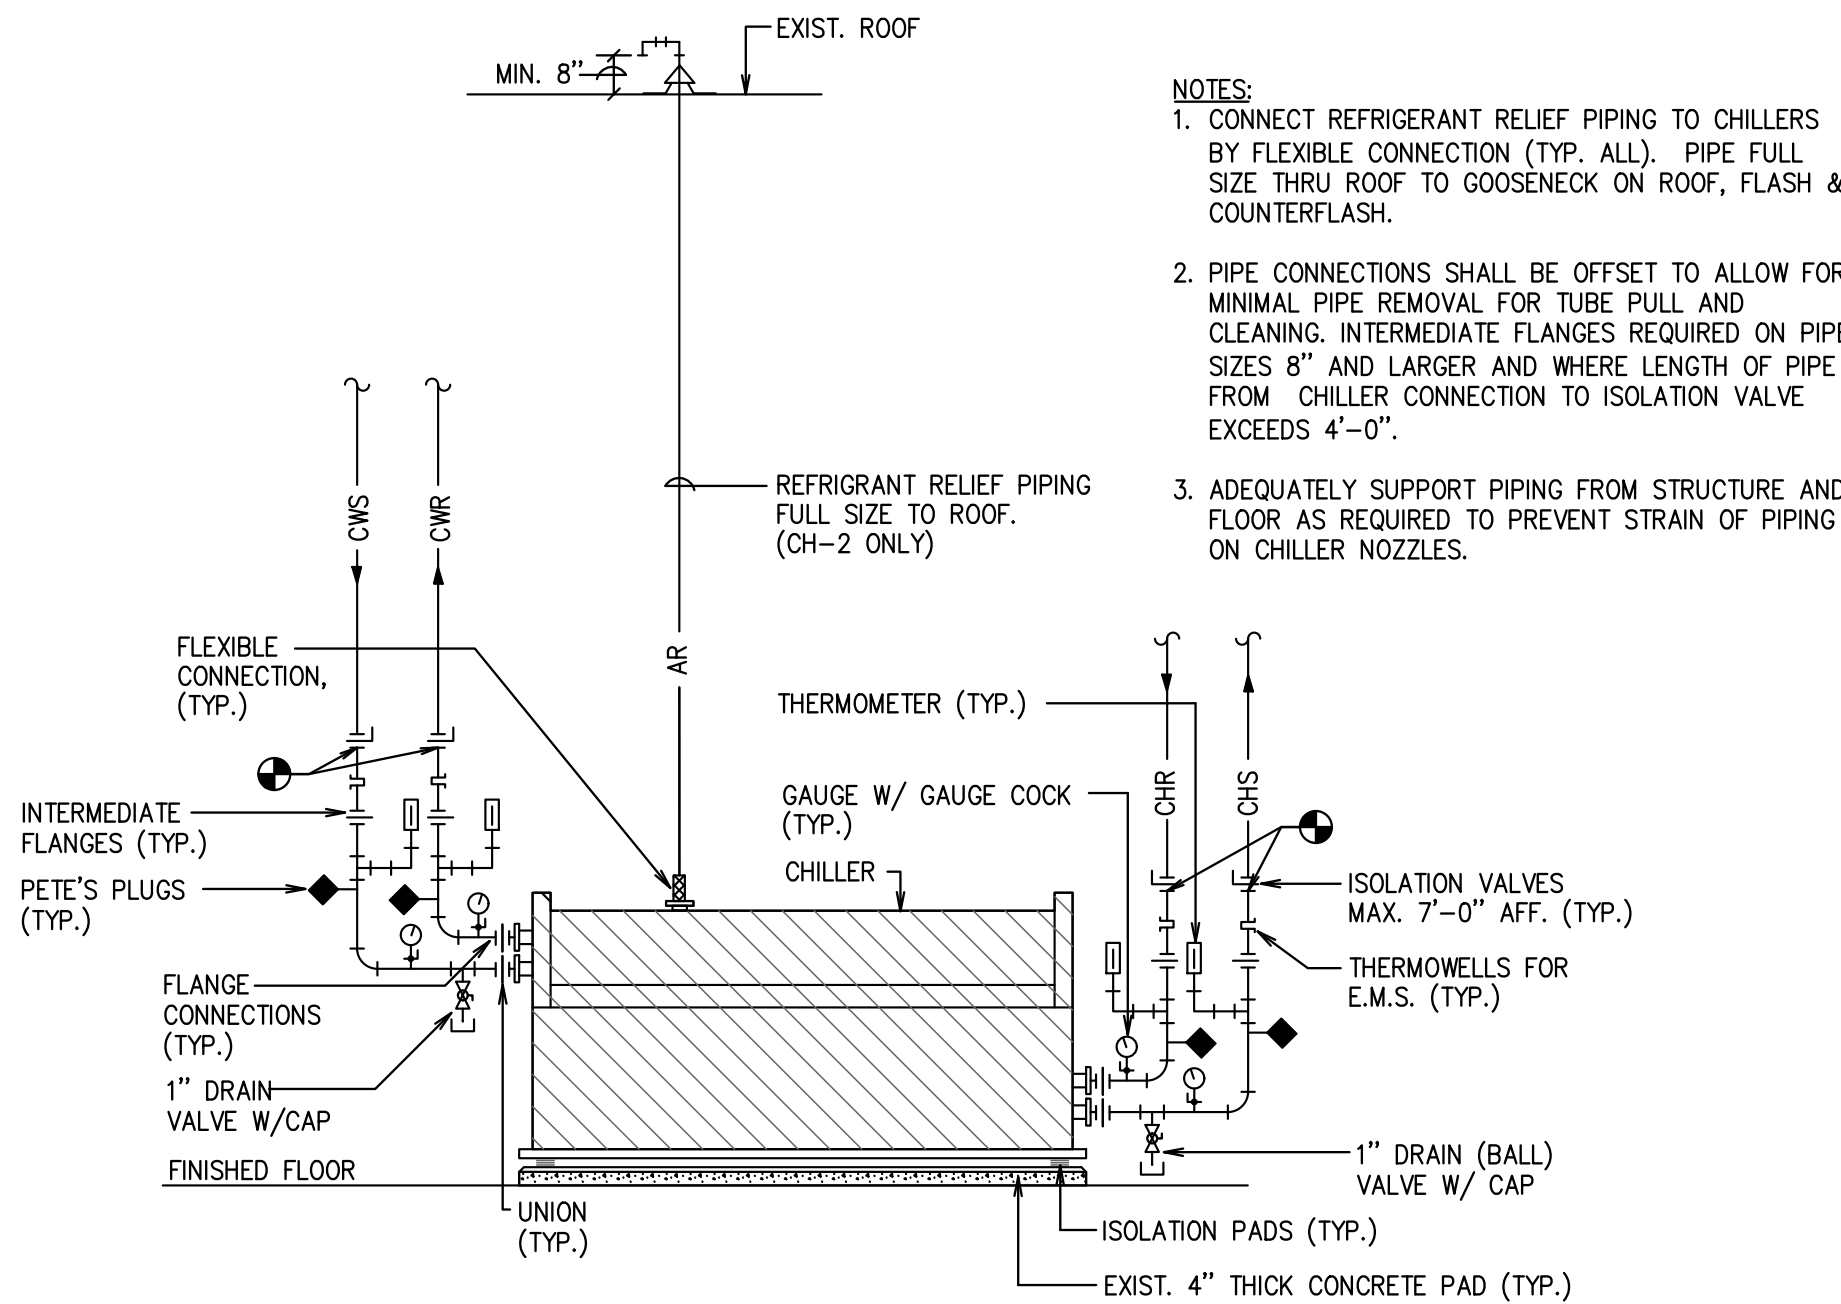 EXIST. ROOF
MIN. 8"
NOTES:
1. CONNECT REFRIGERANT RELIEF PIPING TO CHILLERS
BY FLEXIBLE CONNECTION (TYP. ALL). PIPE FULL
SIZE THRU ROOF TO GOOSENECK ON ROOF, FLASH &
COUNTERFLASH.
2. PIPE CONNECTIONS SHALL BE OFFSET TO ALLOW FOR
MINIMAL PIPE REMOVAL FOR TUBE PULL AND
CLEANING. INTERMEDIATE FLANGES REQUIRED ON PIPE
SIZES 8" AND LARGER AND WHERE LENGTH OF PIPE
FROM CHILLER CONNECTION TO ISOLATION VALVE
EXCEEDS 4'-0".
3. ADEQUATELY SUPPORT PIPING FROM STRUCTURE AND
FLOOR AS REQUIRED TO PREVENT STRAIN OF PIPING
ON CHILLER NOZZLES.
CWS
CWR
REFRIGRANT RELIEF PIPING
FULL SIZE TO ROOF.
(CH-2 ONLY)
AR
FLEXIBLE
CONNECTION,
(TYP.)
THERMOMETER (TYP.)
CHR
CHS
GAUGE W/ GAUGE COCK
(TYP.)
INTERMEDIATE
FLANGES (TYP.)
CHILLER
PETE'S PLUGS
(TYP.)
ISOLATION VALVES
MAX. 7'-0" AFF. (TYP.)
THERMOWELLS FOR
E.M.S. (TYP.)
FLANGE
CONNECTIONS
(TYP.)
1" DRAIN
VALVE W/CAP
FINISHED FLOOR
1" DRAIN (BALL)
VALVE W/ CAP
UNION
(TYP.)
ISOLATION PADS (TYP.)
EXIST. 4" THICK CONCRETE PAD (TYP.)